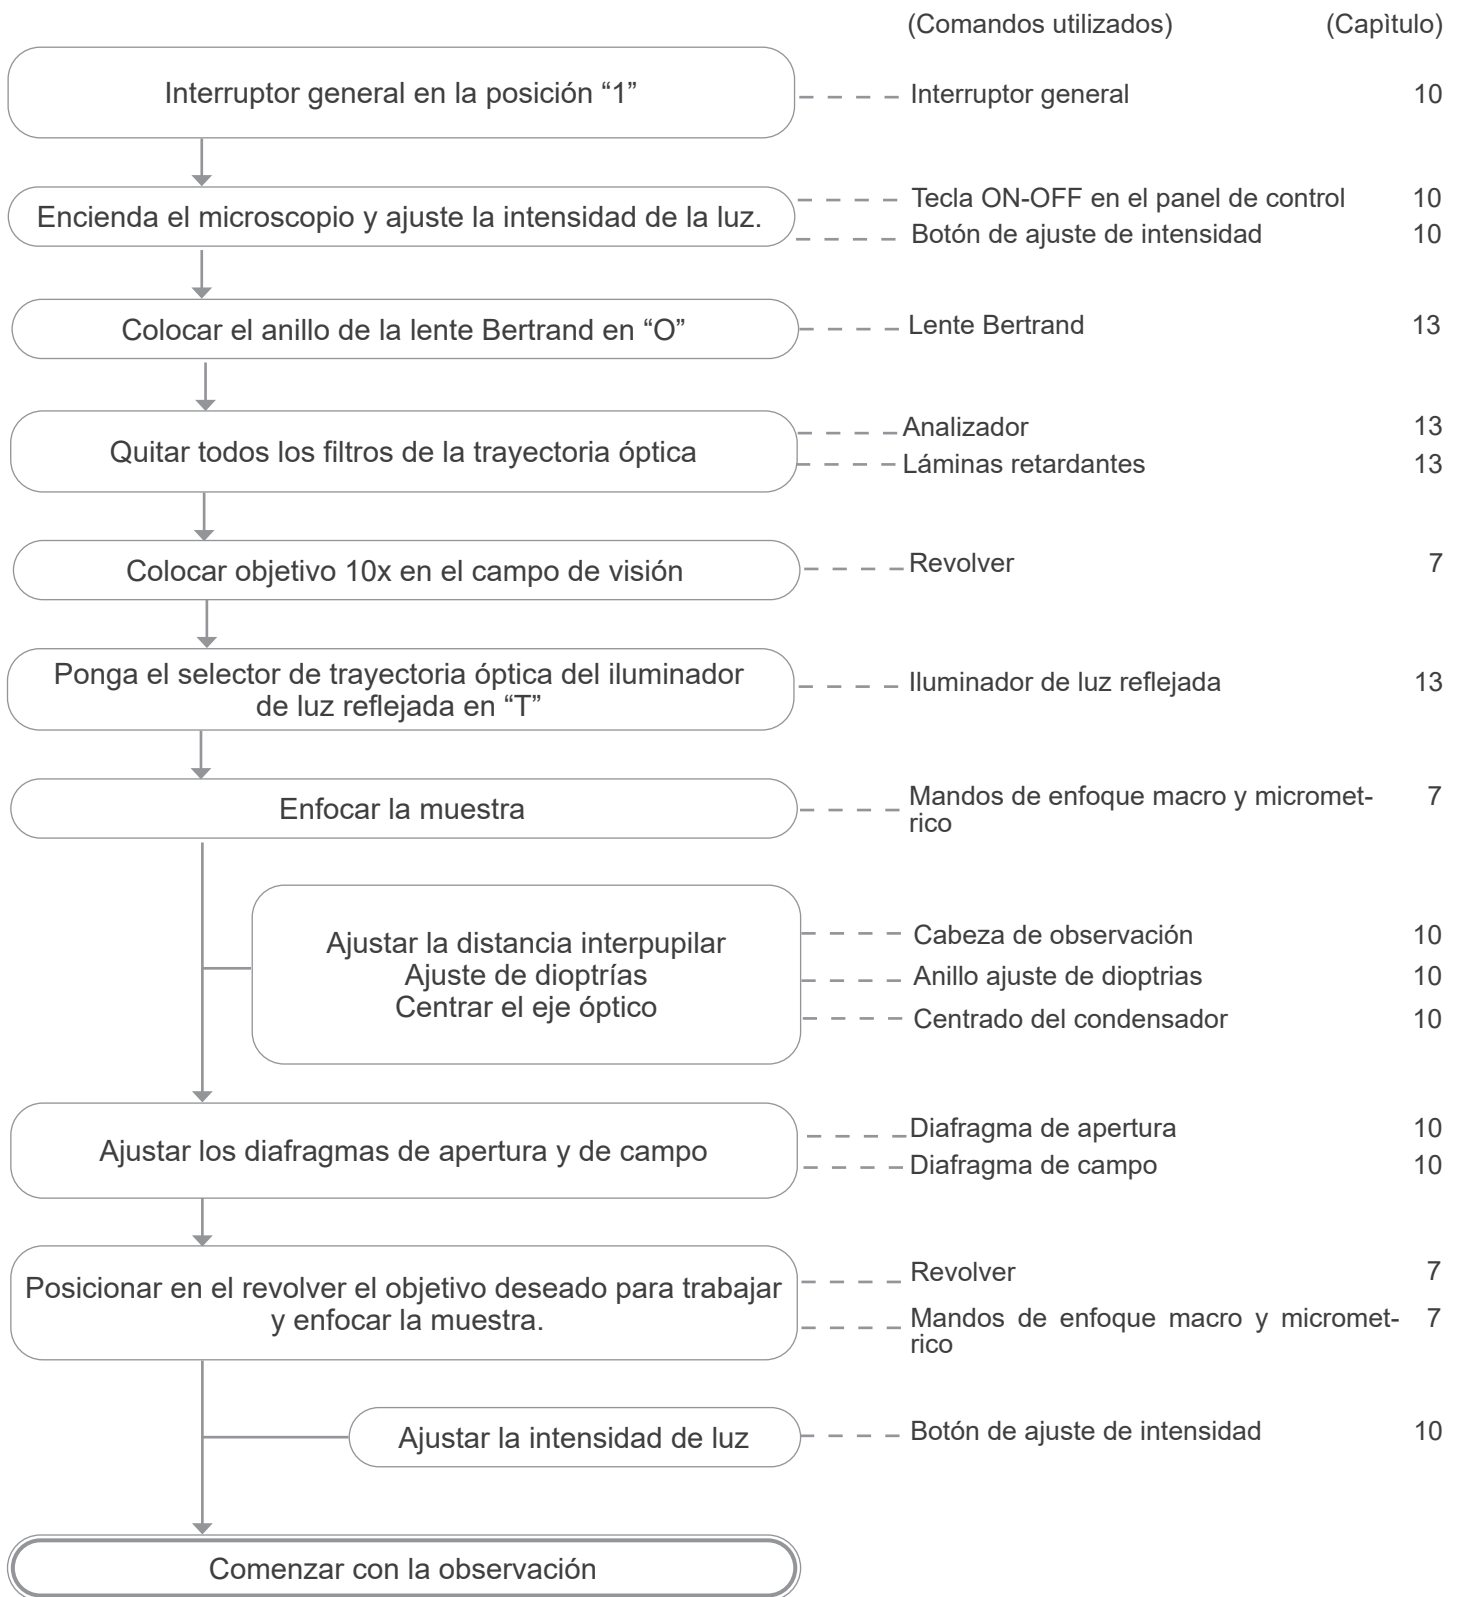 (Comandos utilizados) (Capìtulo)
Interruptor general en la posición “1” Interruptor general 10
Encienda el microscopio y ajuste la intensidad de la luz. Tecla ON-OFF en el panel de control 10
Botón de ajuste de intensidad 10
Colocar el anillo de la lente Bertrand en “O” Lente Bertrand 13
Quitar todos los filtros de la trayectoria óptica Analizador 13
Láminas retardantes 13
Colocar objetivo 10x en el campo de visión Revolver 7
Ponga el selector de trayectoria óptica del iluminador
de luz reflejada en “T” Iluminador de luz reflejada 13
Enfocar la muestra Mandos de enfoque macro y micromet- 7
rico
Ajustar la distancia interpupilar Cabeza de observación 10
Ajuste de dioptrías Anillo ajuste de dioptrias 10
Centrar el eje óptico Centrado del condensador 10
Ajustar los diafragmas de apertura y de campo Diafragma de apertura 10
Diafragma de campo 10
Posicionar en el revolver el objetivo deseado para trabajar Revolver 7
y enfocar la muestra. Mandos de enfoque macro y micromet- 7
rico
Ajustar la intensidad de luz Botón de ajuste de intensidad 10
Comenzar con la observación